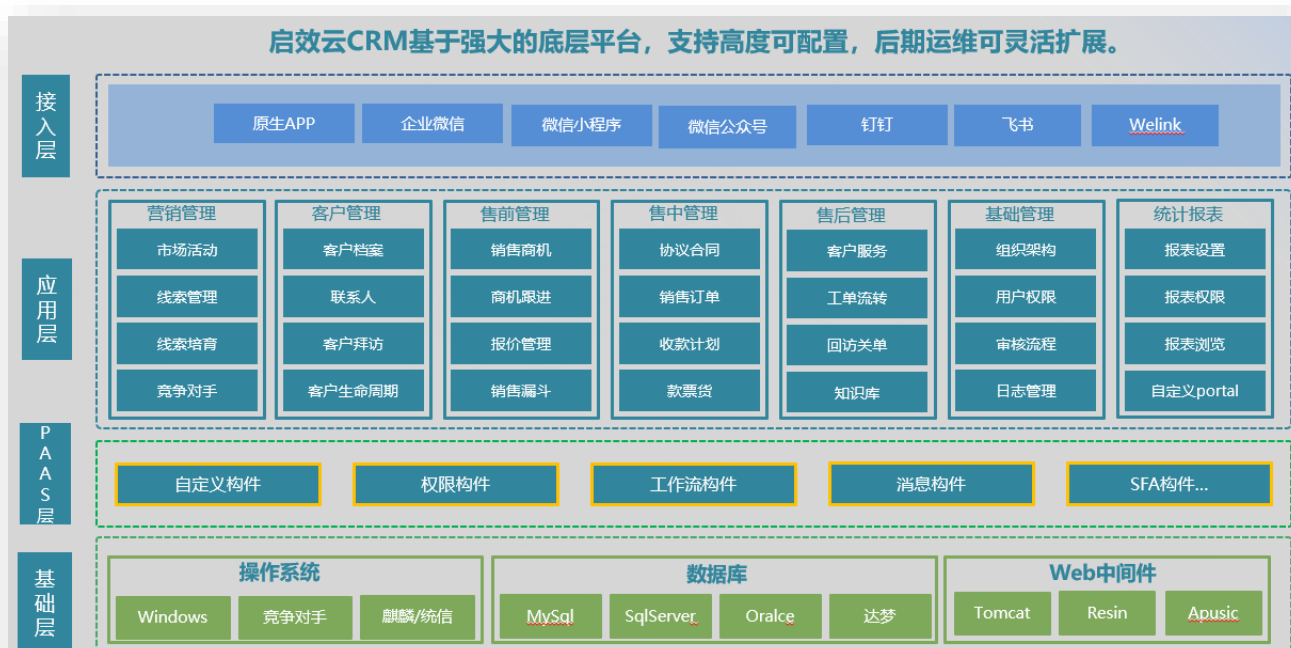 启效云CRM基于强大的底层平台，支持高度可配置，后期运维可灵活扩展。
接入层
原生APP 企业微信 微信小程序 微信公众号 钉钉 飞书 Welink
应用层
营销管理 客户管理 售前管理 售中管理 售后管理 基础管理 统计报表
市场活动 客户档案 销售商机 协议合同 客户服务 组织架构 报表设置
线索管理 联系人 商机跟进 销售订单 工单流转 用户权限 报表权限
线索培育 客户拜访 报价管理 收款计划 回访关单 审核流程 报表浏览
竞争对手 客户生命周期 销售漏斗 款票货 知识库 日志管理 自定义portal
PAAS层
自定义构件 权限构件 工作流构件 消息构件 SFA构件...
基础层
操作系统 数据库 Web中间件
Windows 竞争对手 麒麟/统信 MySql SqlServer Oralce 达梦 Tomcat Resin Apusic